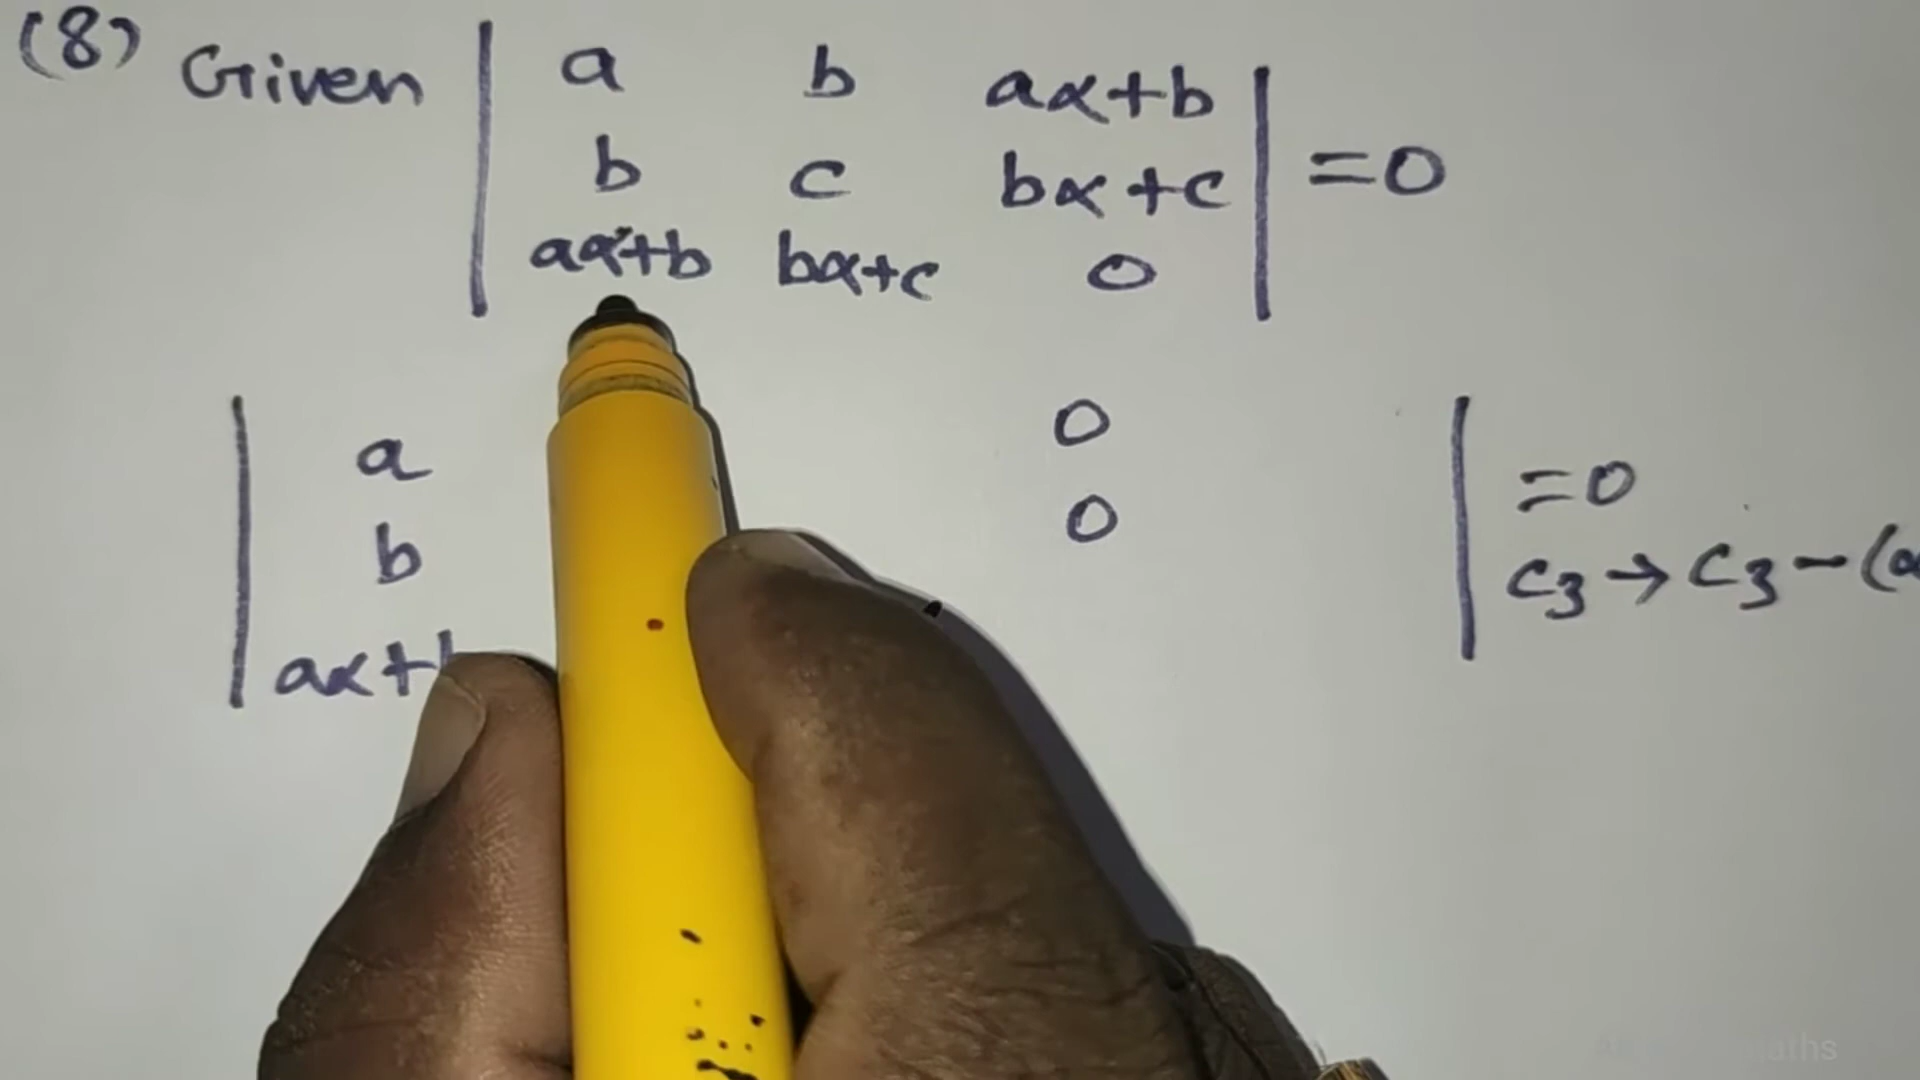 (8) Given | a b aα+b |
| b c bα+c | =0
| aα+b bα+c 0 |
| a 0 |
| b 0 | =0
C3→C3-(α
| aα+